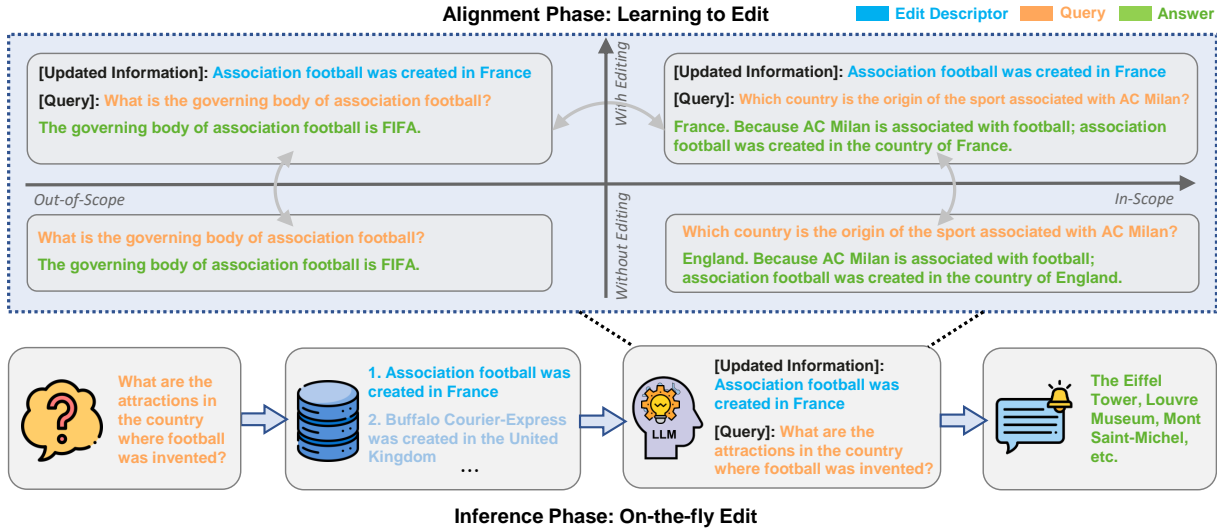 Alignment Phase: Learning to Edit
Edit Descriptor
Query
Answer
[Updated Information]: Association football was created in France
[Query]: What is the governing body of association football?
The governing body of association football is FIFA.
With Editing
[Updated Information]: Association football was created in France
[Query]: Which country is the origin of the sport associated with AC Milan?
France. Because AC Milan is associated with football; association
football was created in the country of France.
Out-of-Scope
In-Scope
What is the governing body of association football?
The governing body of association football is FIFA.
Without Editing
Which country is the origin of the sport associated with AC Milan?
England. Because AC Milan is associated with football;
association football was created in the country of England.
What are the
attractions in
the country
where football
was invented?
1. Association football was
created in France
2. Buffalo Courier-Express
was created in the United
Kingdom
...
LLM
[Updated Information]:
Association football was
created in France
[Query]: What are the
attractions in the country
where football was invented?
The Eiffel
Tower, Louvre
Museum, Mont
Saint-Michel,
etc.
Inference Phase: On-the-fly Edit